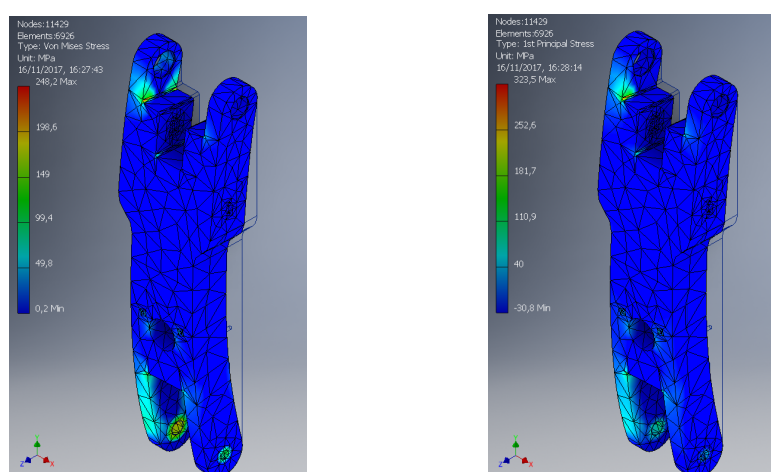 Nodes:11429
Elements:6926
Type: Von Mises Stress
Unit: MPa
16/11/2017, 16:27:43
248,2 Max
198,6
149
99,4
49,8
0,2 Min
Z
X
Nodes:11429
Elements:6926
Type: 1st Principal Stress
Unit: MPa
16/11/2017, 16:28:14
323,5 Max
252,6
181,7
110,9
40
-30,8 Min
Z
X